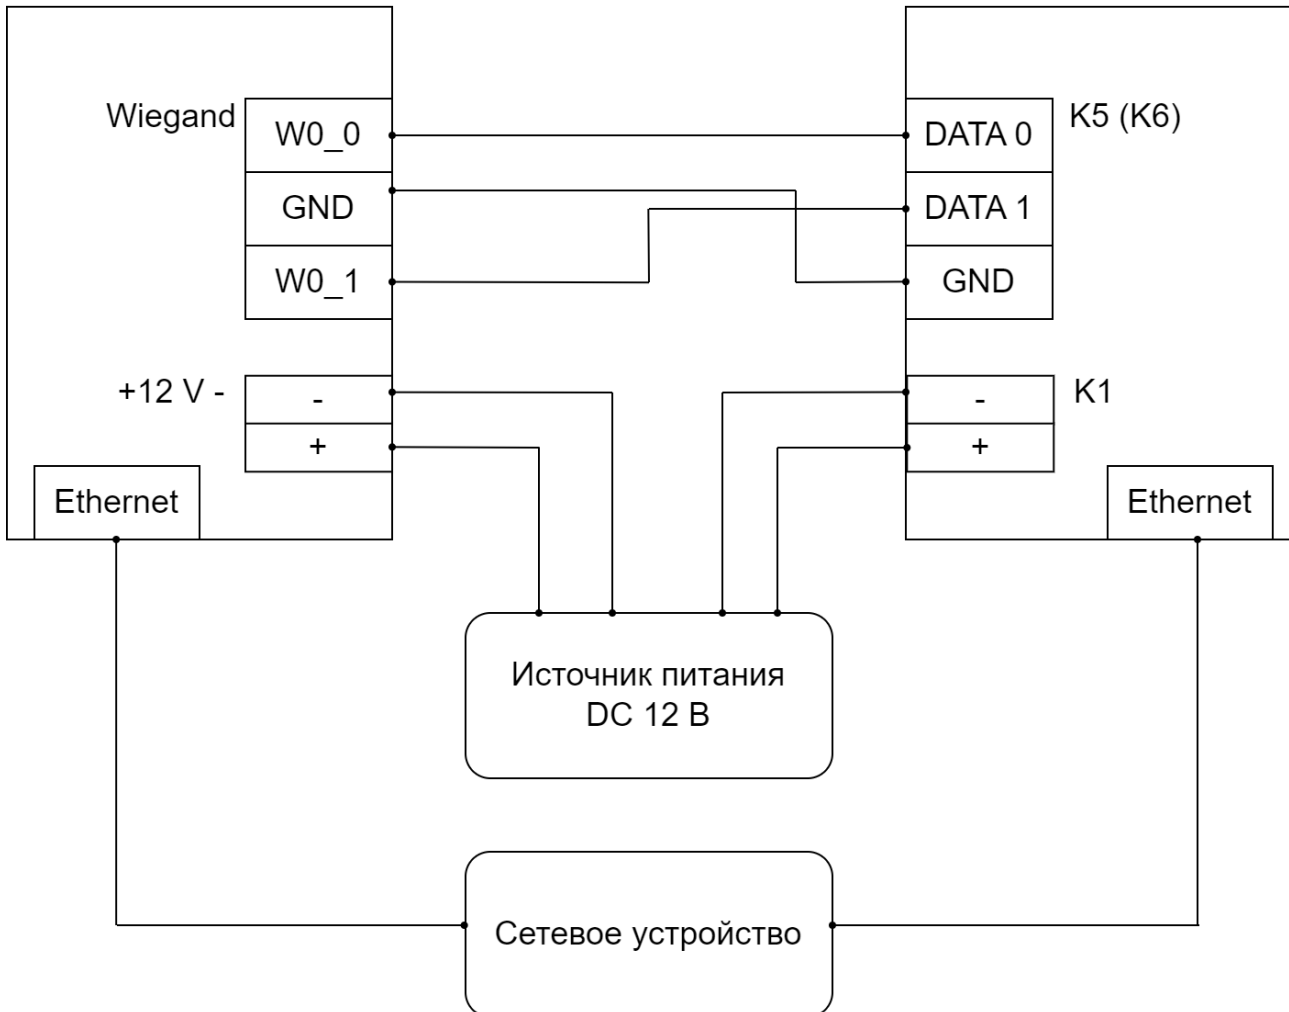 Wiegand
W0_0
GND
W0_1
DATA 0
K5 (K6)
DATA 1
GND
+12 V -
-
+
-
K1
+
Ethernet
Ethernet
Источник питания
DC 12 В
Сетевое устройство